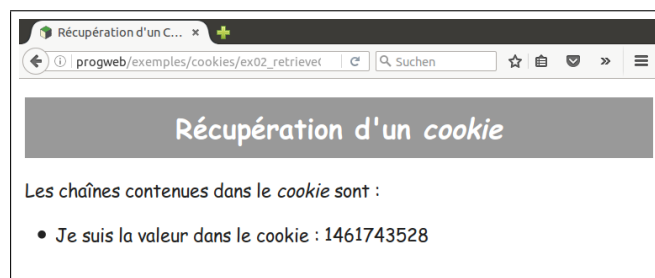 Récupération d'un C...
progweb/exemples/cookies/ex02_retrieve
Suchen
Récupération d'un cookie
Les chaînes contenues dans le cookie sont :
• Je suis la valeur dans le cookie : 1461743528